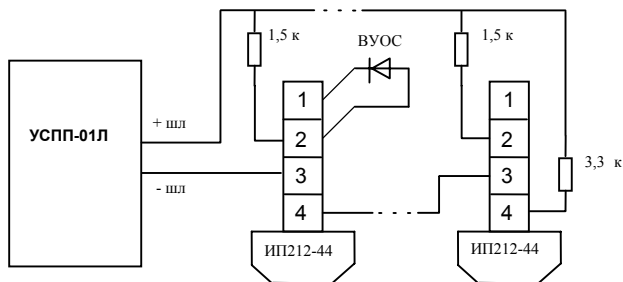 1,5 к
1,5 к
ВУОС
УСПП-01Л
+ шл
- шл
1
2
3
4
1
2
3
4
3,3 к
ИП212-44
ИП212-44